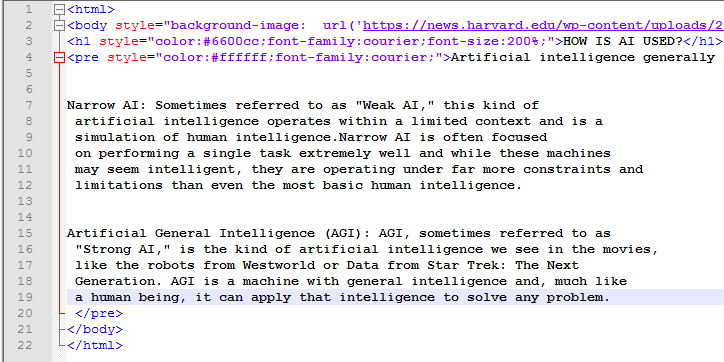 1 <html>
2 <body style="background-image:  url('https://news.harvard.edu/wp-content/uploads/2
3 <h1 style="color:#6600cc;font-family:courier;font-size:200%;">HOW IS AI USED?</h1>
4 <pre style="color:#ffffff;font-family:courier;">Artificial intelligence generally
5
6
7 Narrow AI: Sometimes referred to as "Weak AI," this kind of
8  artificial intelligence operates within a limited context and is a
9  simulation of human intelligence.Narrow AI is often focused
10  on performing a single task extremely well and while these machines
11  may seem intelligent, they are operating under far more constraints and
12  limitations than even the most basic human intelligence.
13
14
15 Artificial General Intelligence (AGI): AGI, sometimes referred to as
16  "Strong AI," is the kind of artificial intelligence we see in the movies,
17  like the robots from Westworld or Data from Star Trek: The Next
18  Generation. AGI is a machine with general intelligence and, much like
19  a human being, it can apply that intelligence to solve any problem.
20  </pre>
21 </body>
22 </html>